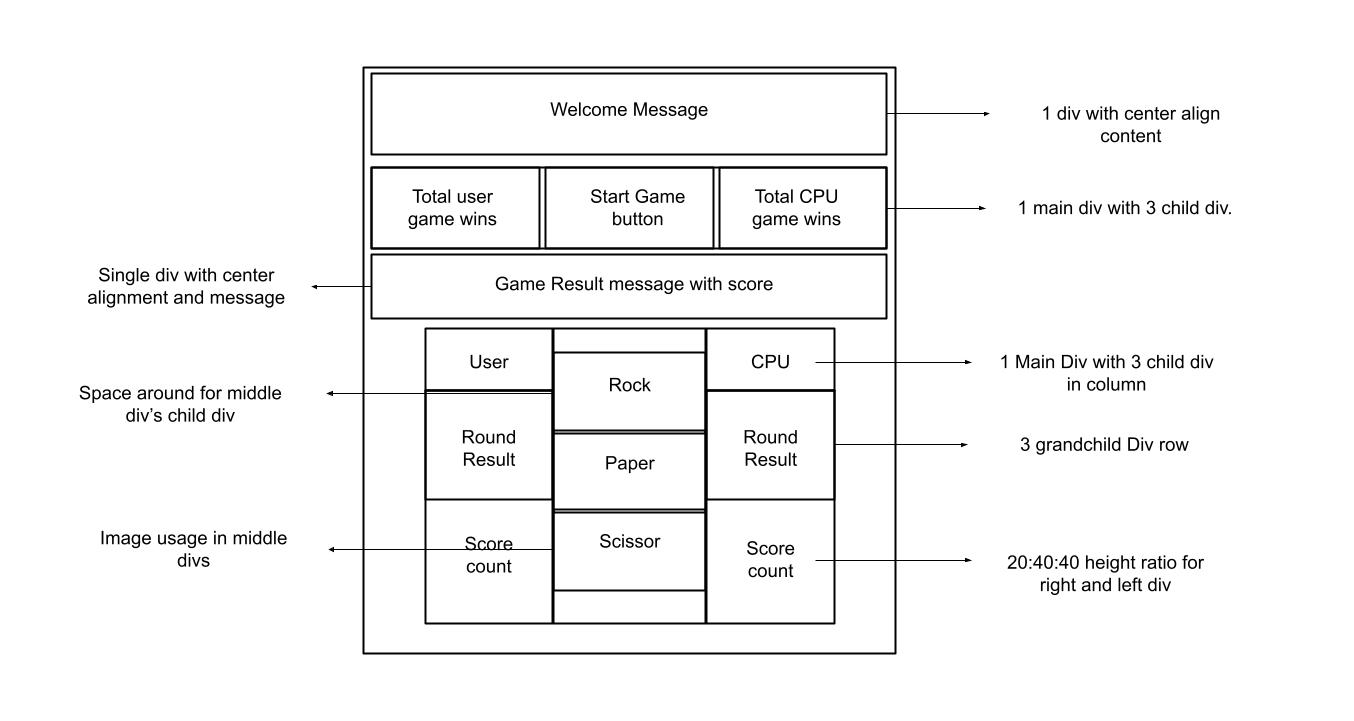 Welcome Message
1 div with center align
content
Total user
game wins
Start Game
button
Total CPU
game wins
1 main div with 3 child div.
Single div with center
alignment and message
Game Result message with score
User
Rock
CPU
1 Main Div with 3 child div
in column
Space around for middle
div's child div
Round
Result
Paper
Round
Result
3 grandchild Div row
Image usage in middle
divs
Score
count
Scissor
Score
count
20:40:40 height ratio for
right and left div